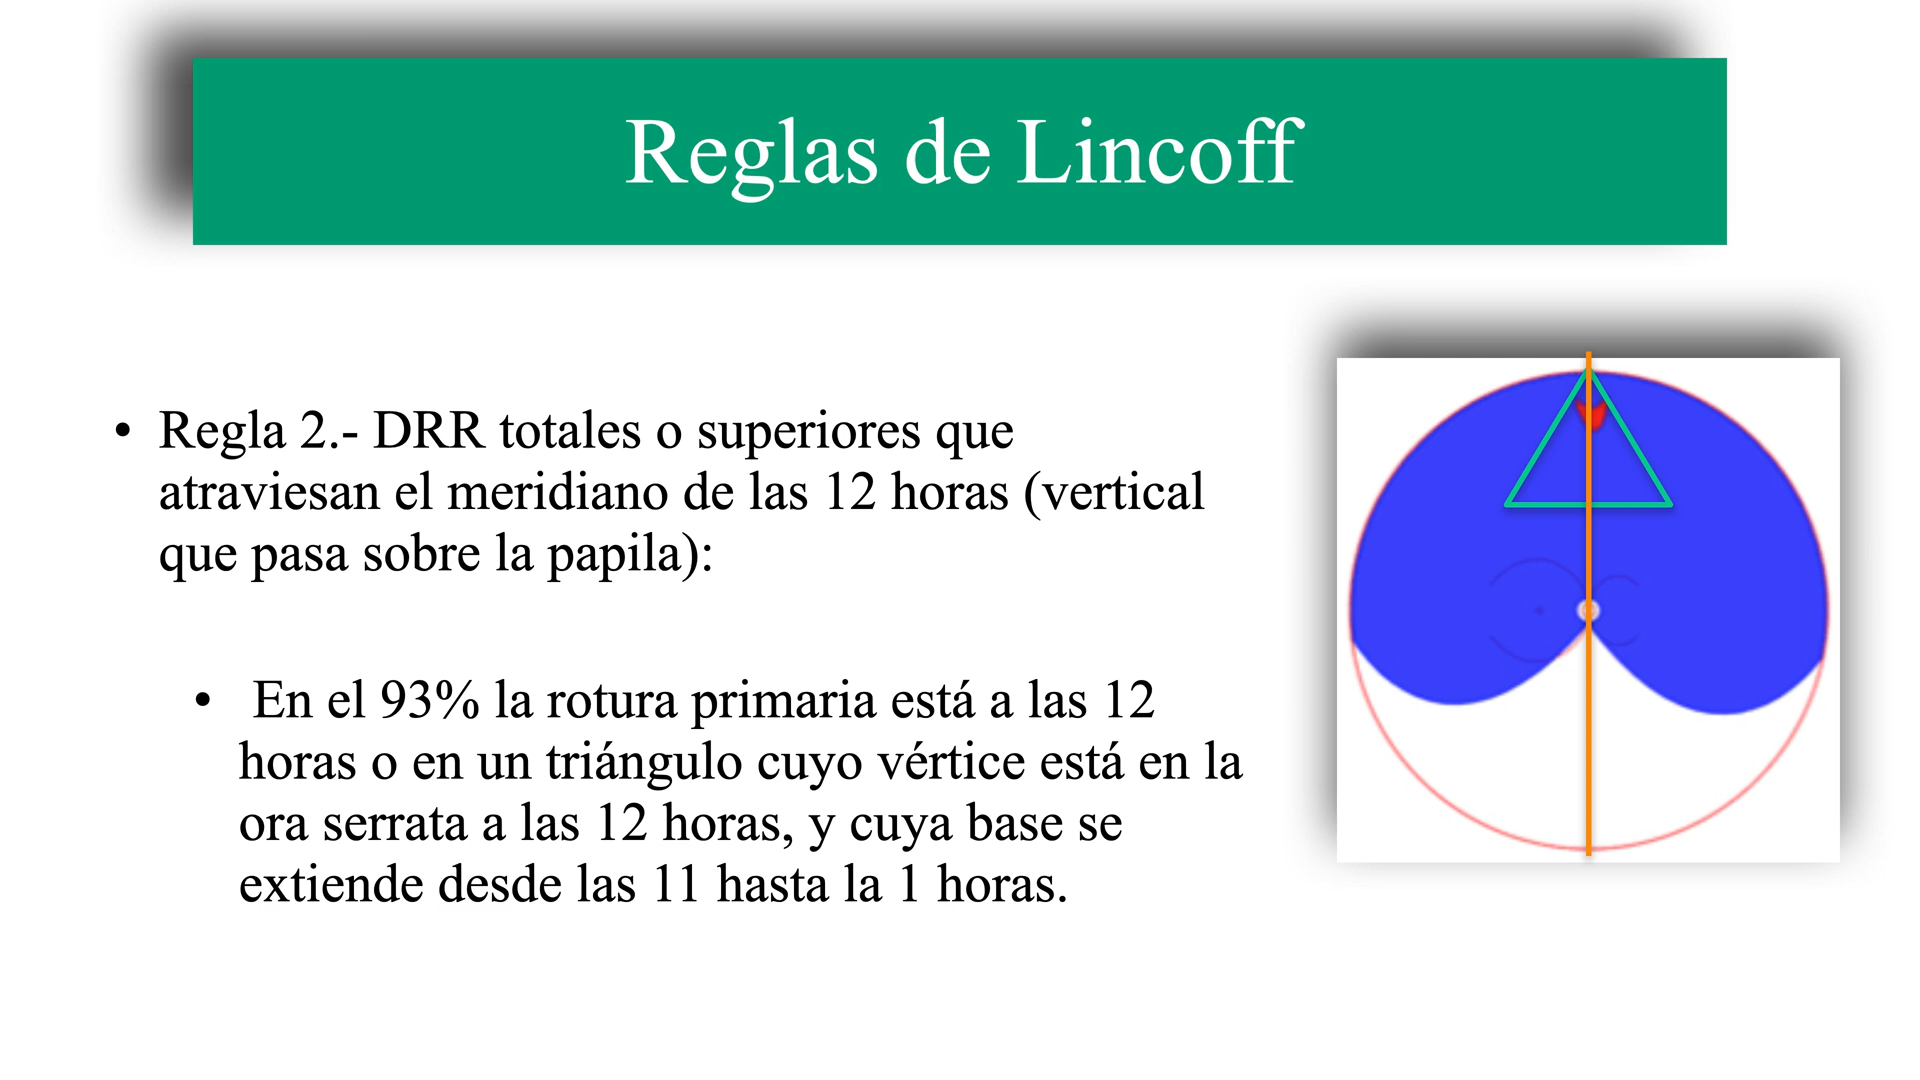 Reglas de Lincoff
• Regla 2.- DRR totales o superiores que
atraviesan el meridiano de las 12 horas (vertical
que pasa sobre la papila):
• En el 93% la rotura primaria está a las 12
horas o en un triángulo cuyo vértice está en la
ora serrata a las 12 horas, y cuya base se
extiende desde las 11 hasta la 1 horas.